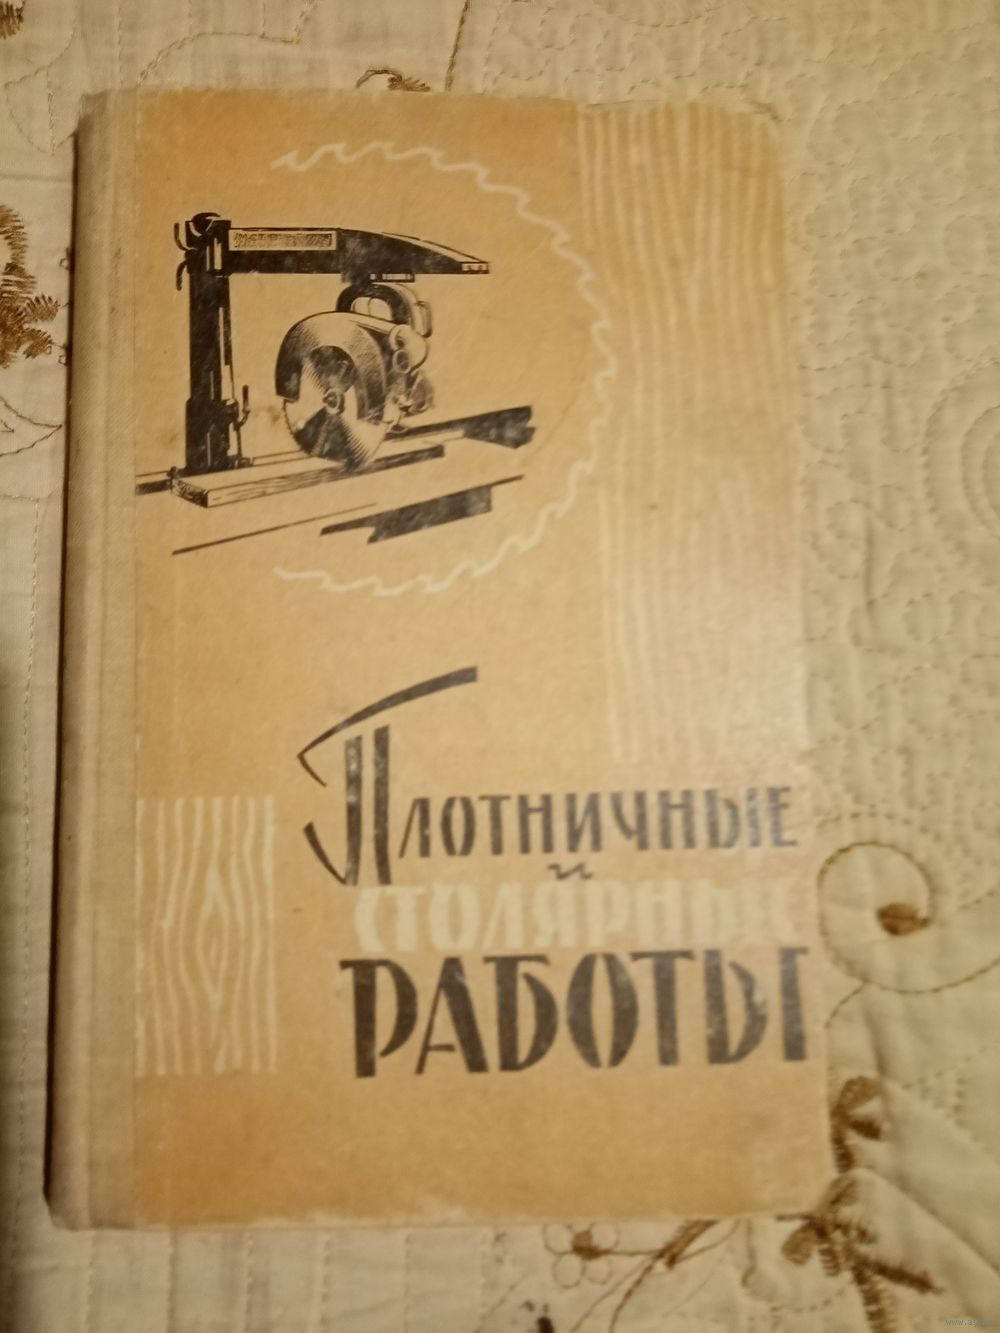 Плотничные
и
столярные
работы